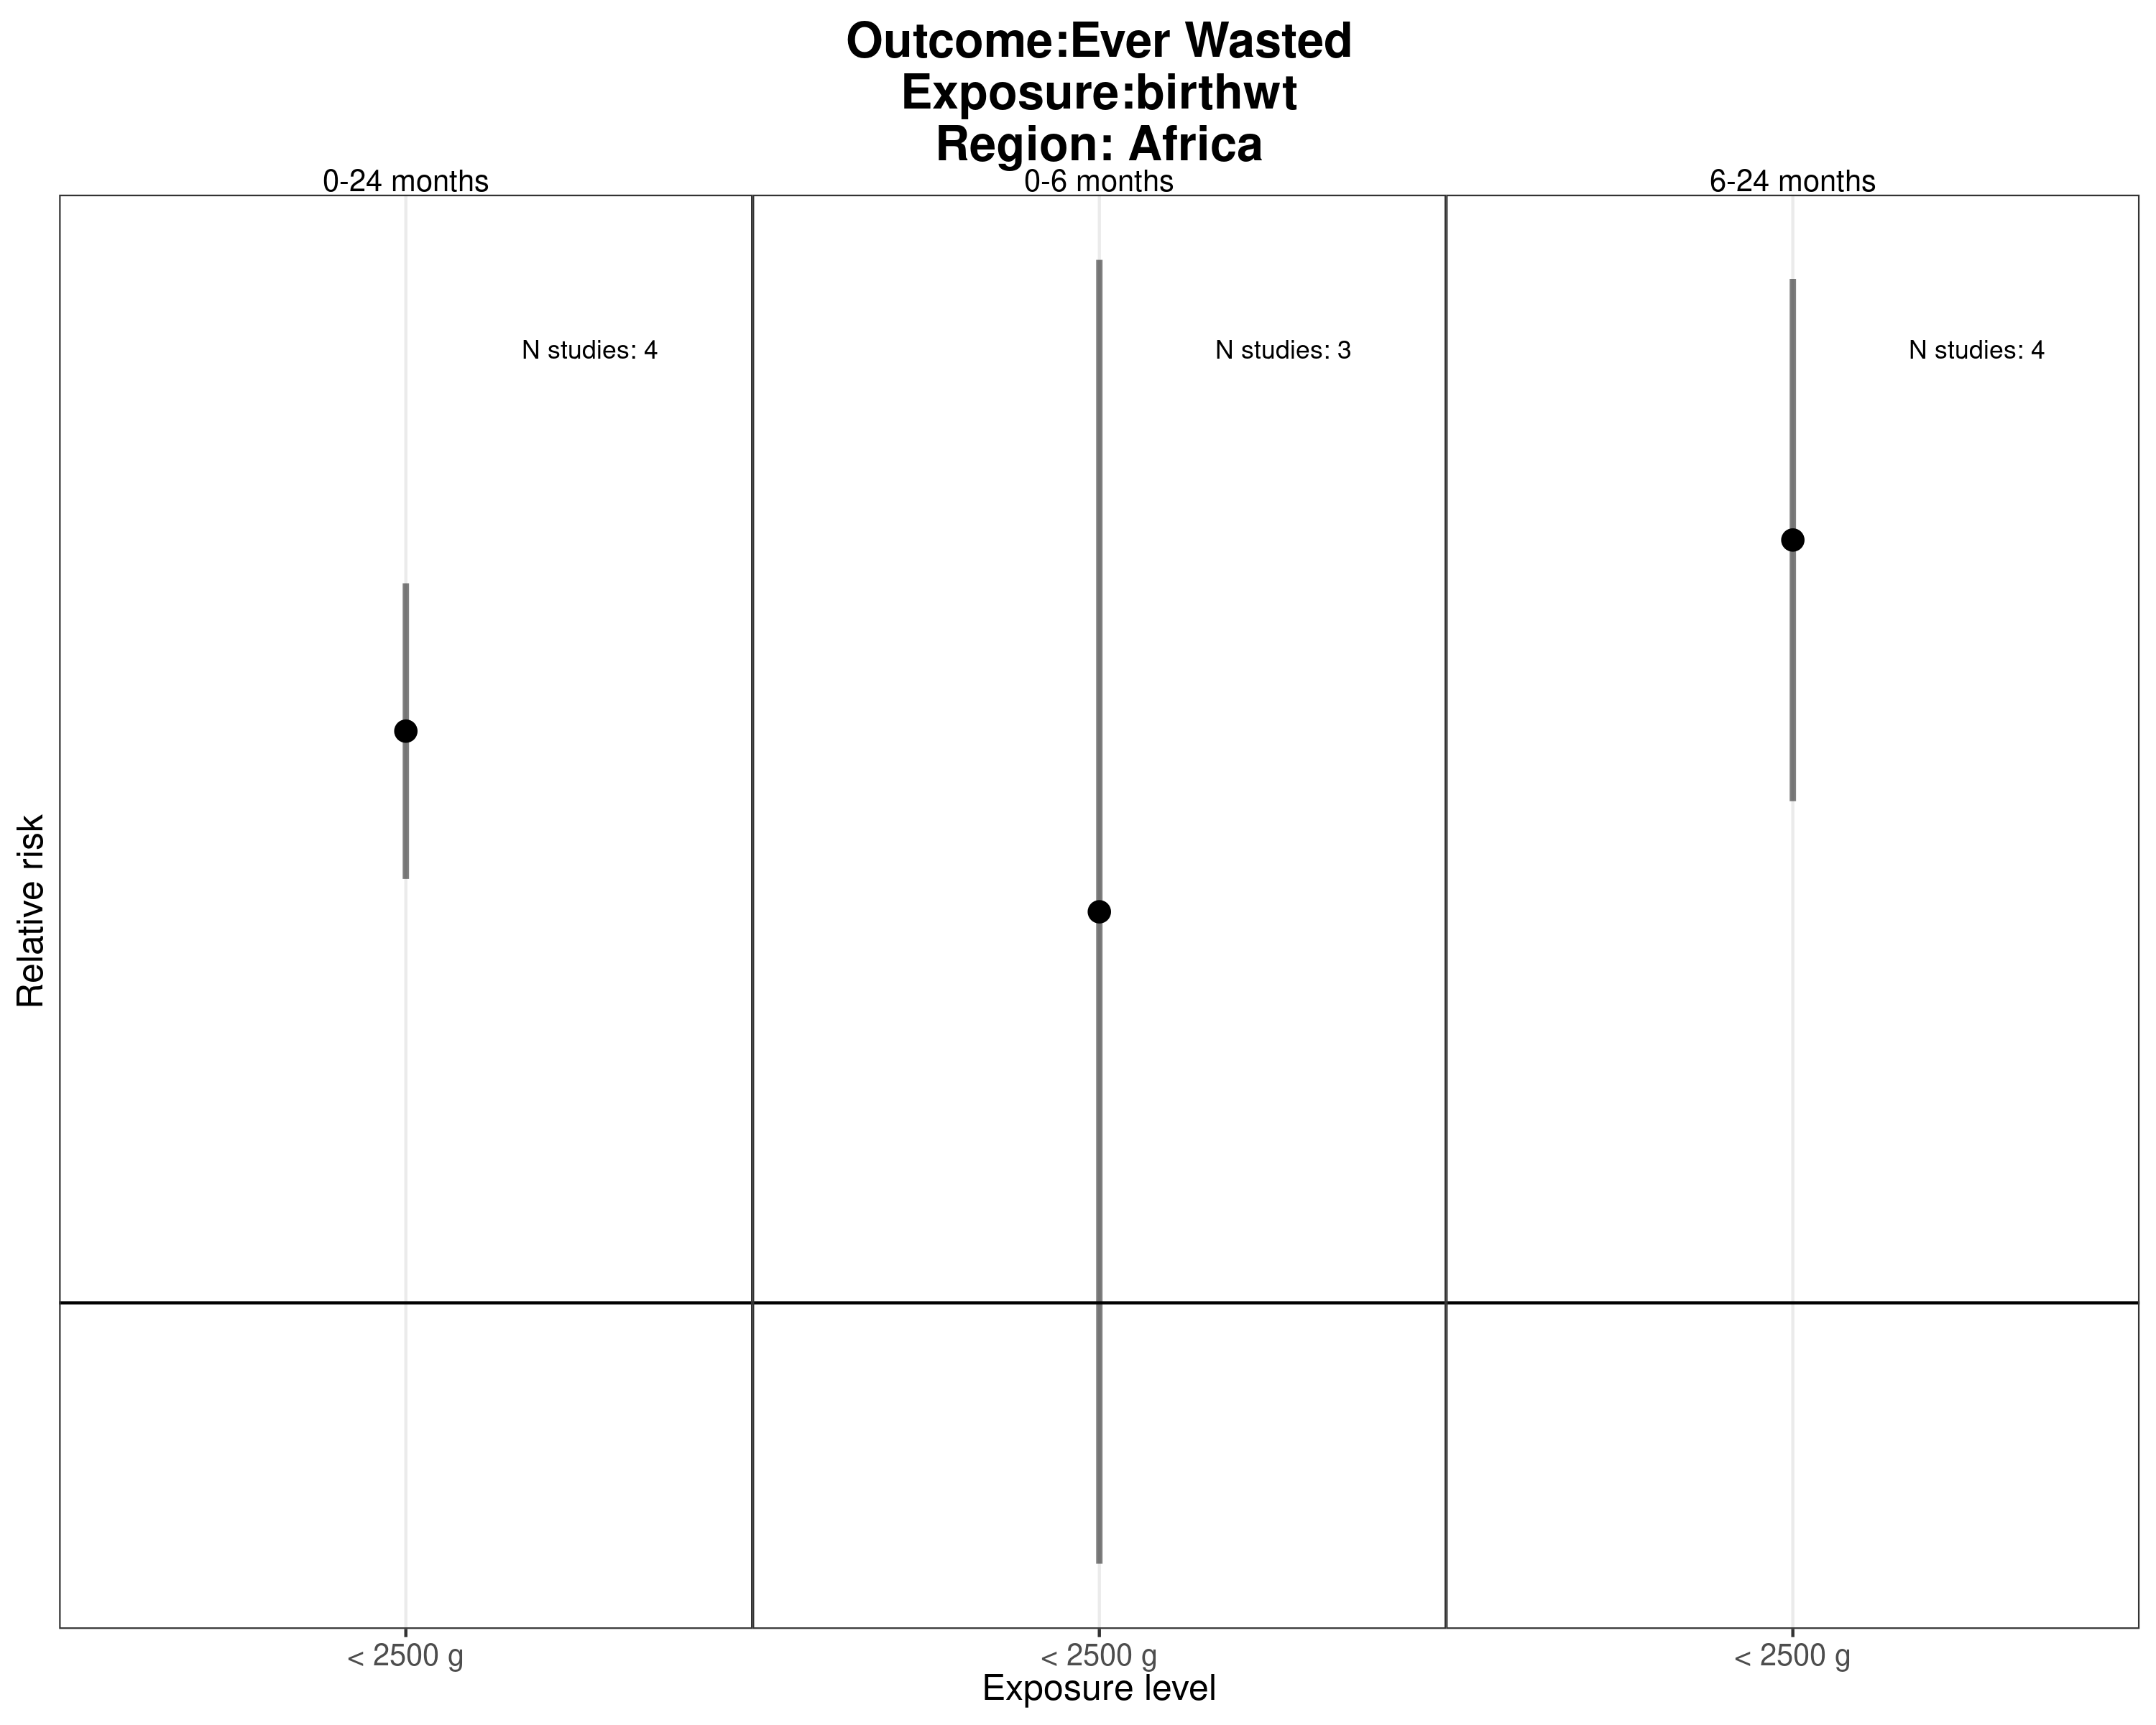 Outcome:Ever Wasted
Exposure:birthwt
Region: Africa
0-24 months
0-6 months
6-24 months
N studies: 4
N studies: 3
N studies: 4
Relative risk
< 2500 g
< 2500 g
< 2500 g
Exposure level